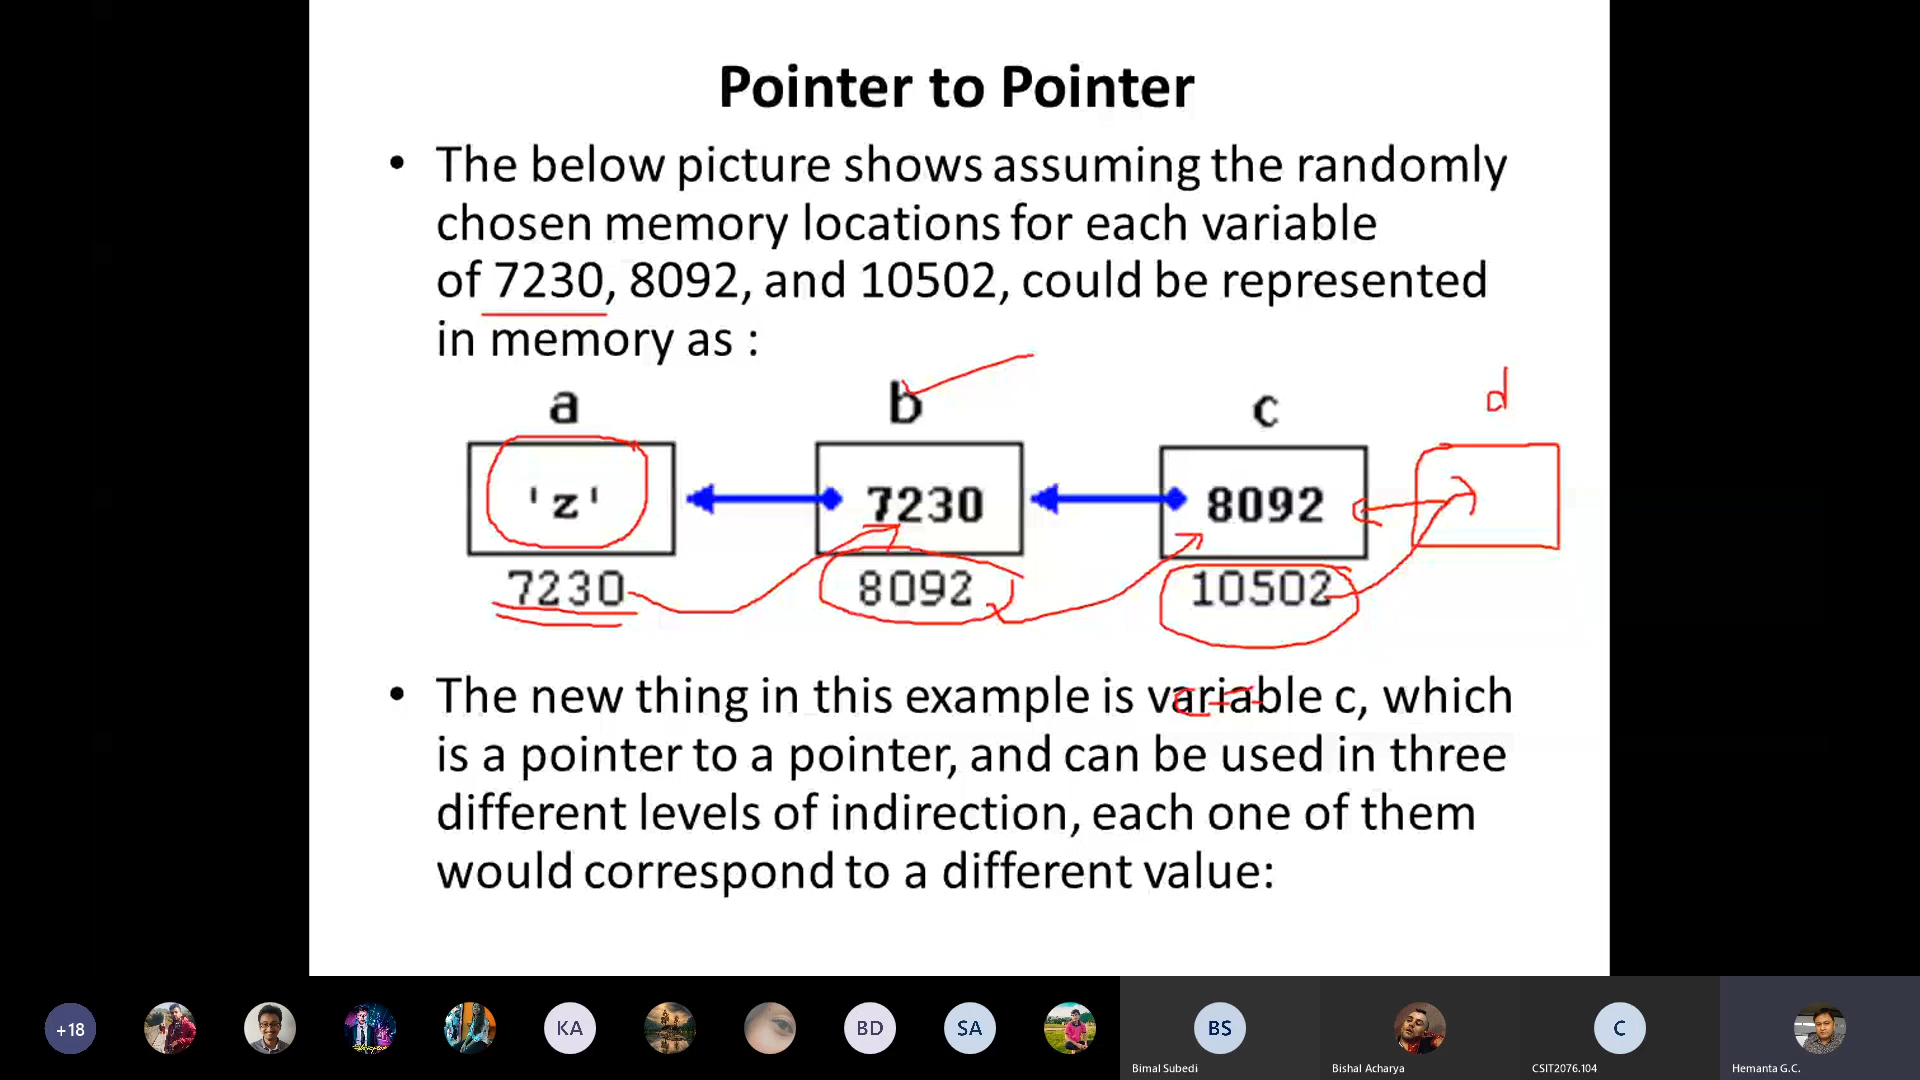 Pointer to Pointer
• The below picture shows assuming the randomly
chosen memory locations for each variable
of 7230, 8092, and 10502, could be represented
in memory as :
a b c d
'z' 7230 8092
7230 8092 10502
• The new thing in this example is variable c, which
is a pointer to a pointer, and can be used in three
different levels of indirection, each one of them
would correspond to a different value:
+18 KA BD SA BS C
Bimal Subedi Bishal Acharya CSIT2076.104 Hemanta G.C.